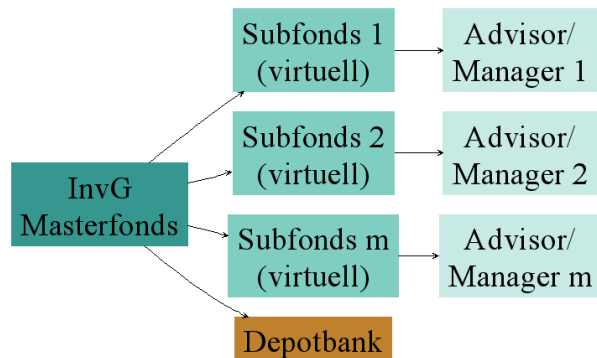 InvG
Masterfonds
Subfonds 1
(virtuell)
Advisor/
Manager 1
Subfonds 2
(virtuell)
Advisor/
Manager 2
Subfonds m
(virtuell)
Advisor/
Manager m
Depotbank